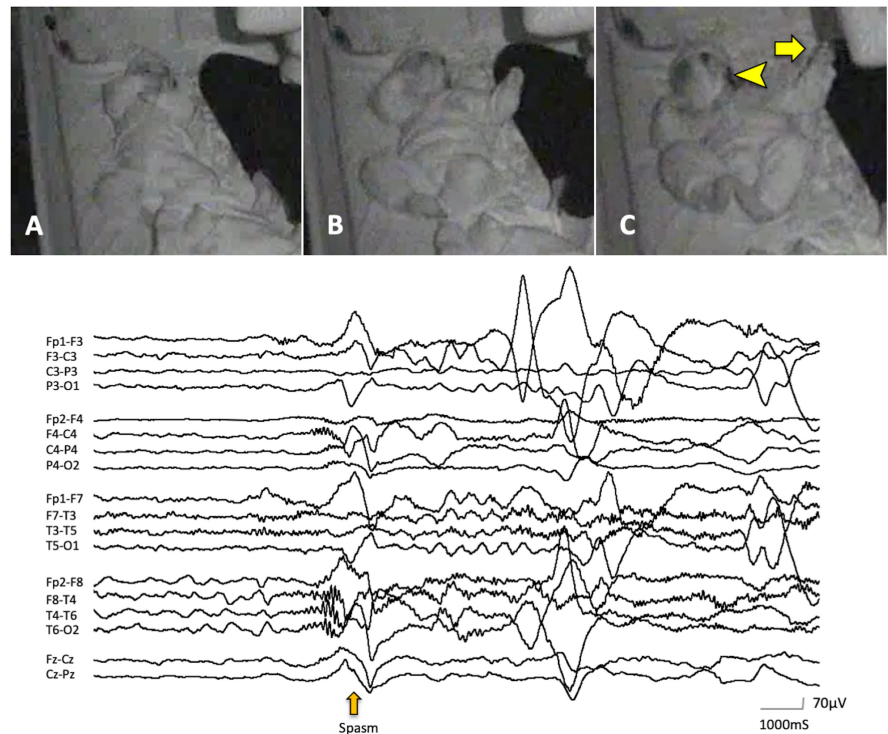 A
B
C
Fp1-F3
F3-C3
C3-P3
P3-O1
Fp2-F4
F4-C4
C4-P4
P4-O2
Fp1-F7
F7-T3
T3-T5
T5-O1
Fp2-F8
F8-T4
T4-T6
T6-O2
Fz-Cz
Cz-Pz
Spasm
70µV
1000mS